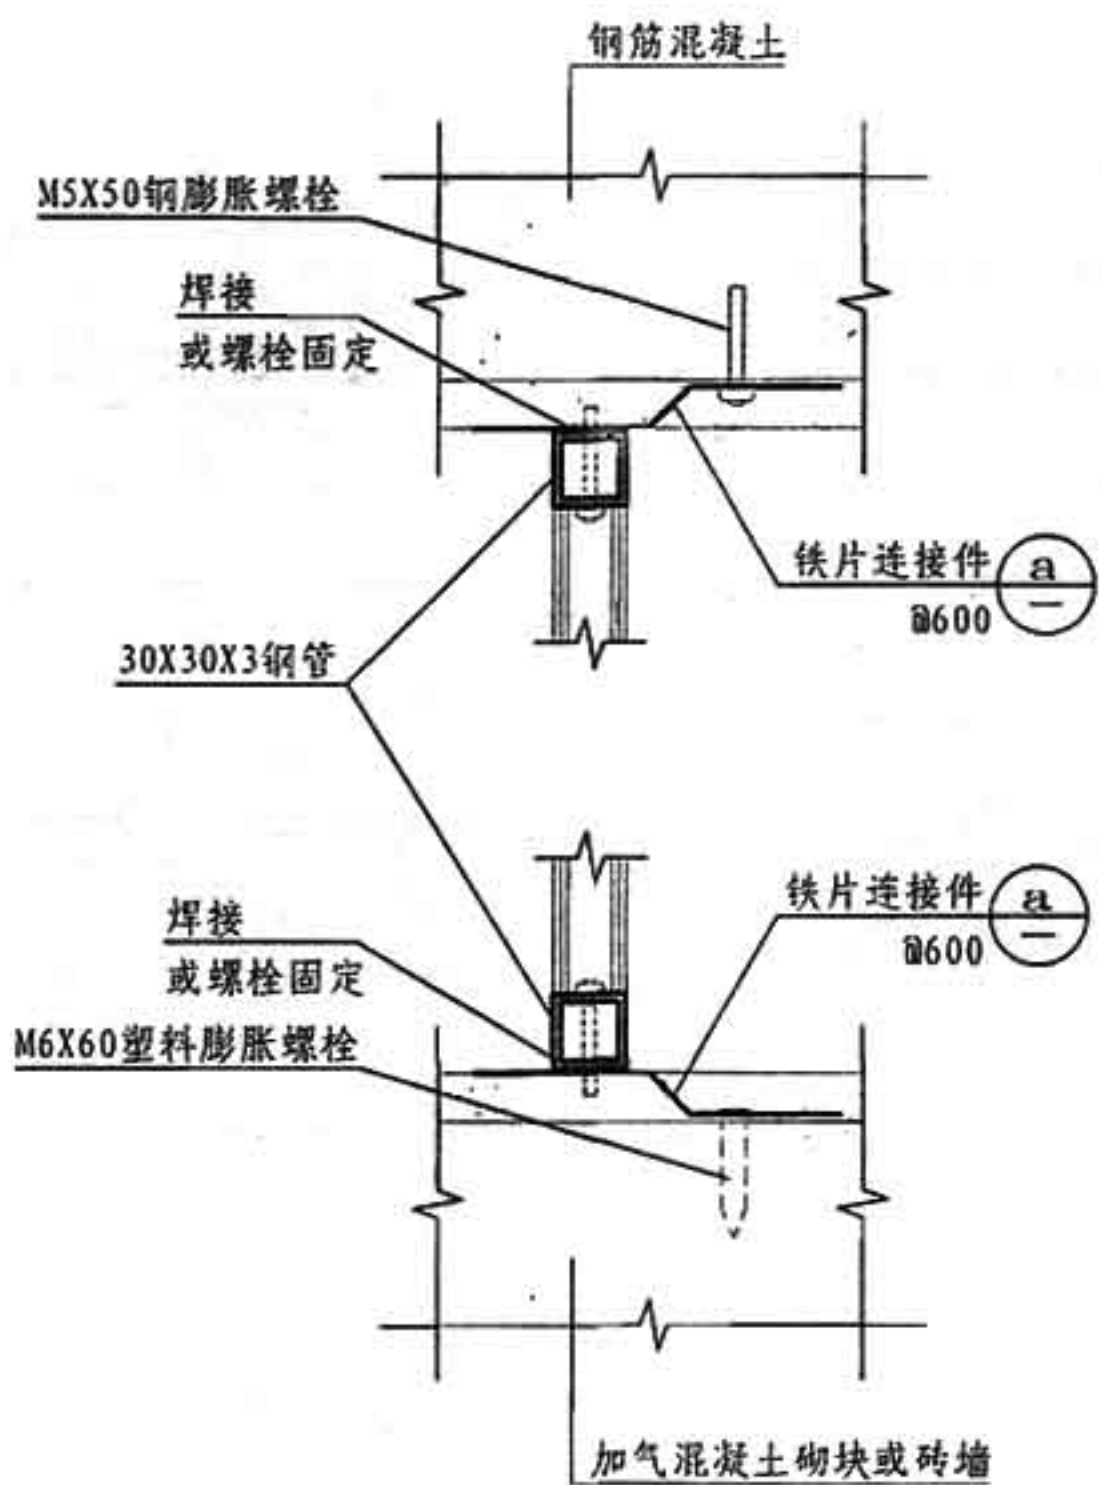 钢筋混凝土
M5X50钢膨胀螺栓
焊接
或螺栓固定
铁片连接件
a
@600
—
30X30X3钢管
铁片连接件
a
@600
—
焊接
或螺栓固定
M6X60塑料膨胀螺栓
加气混凝土砌块或砖墙